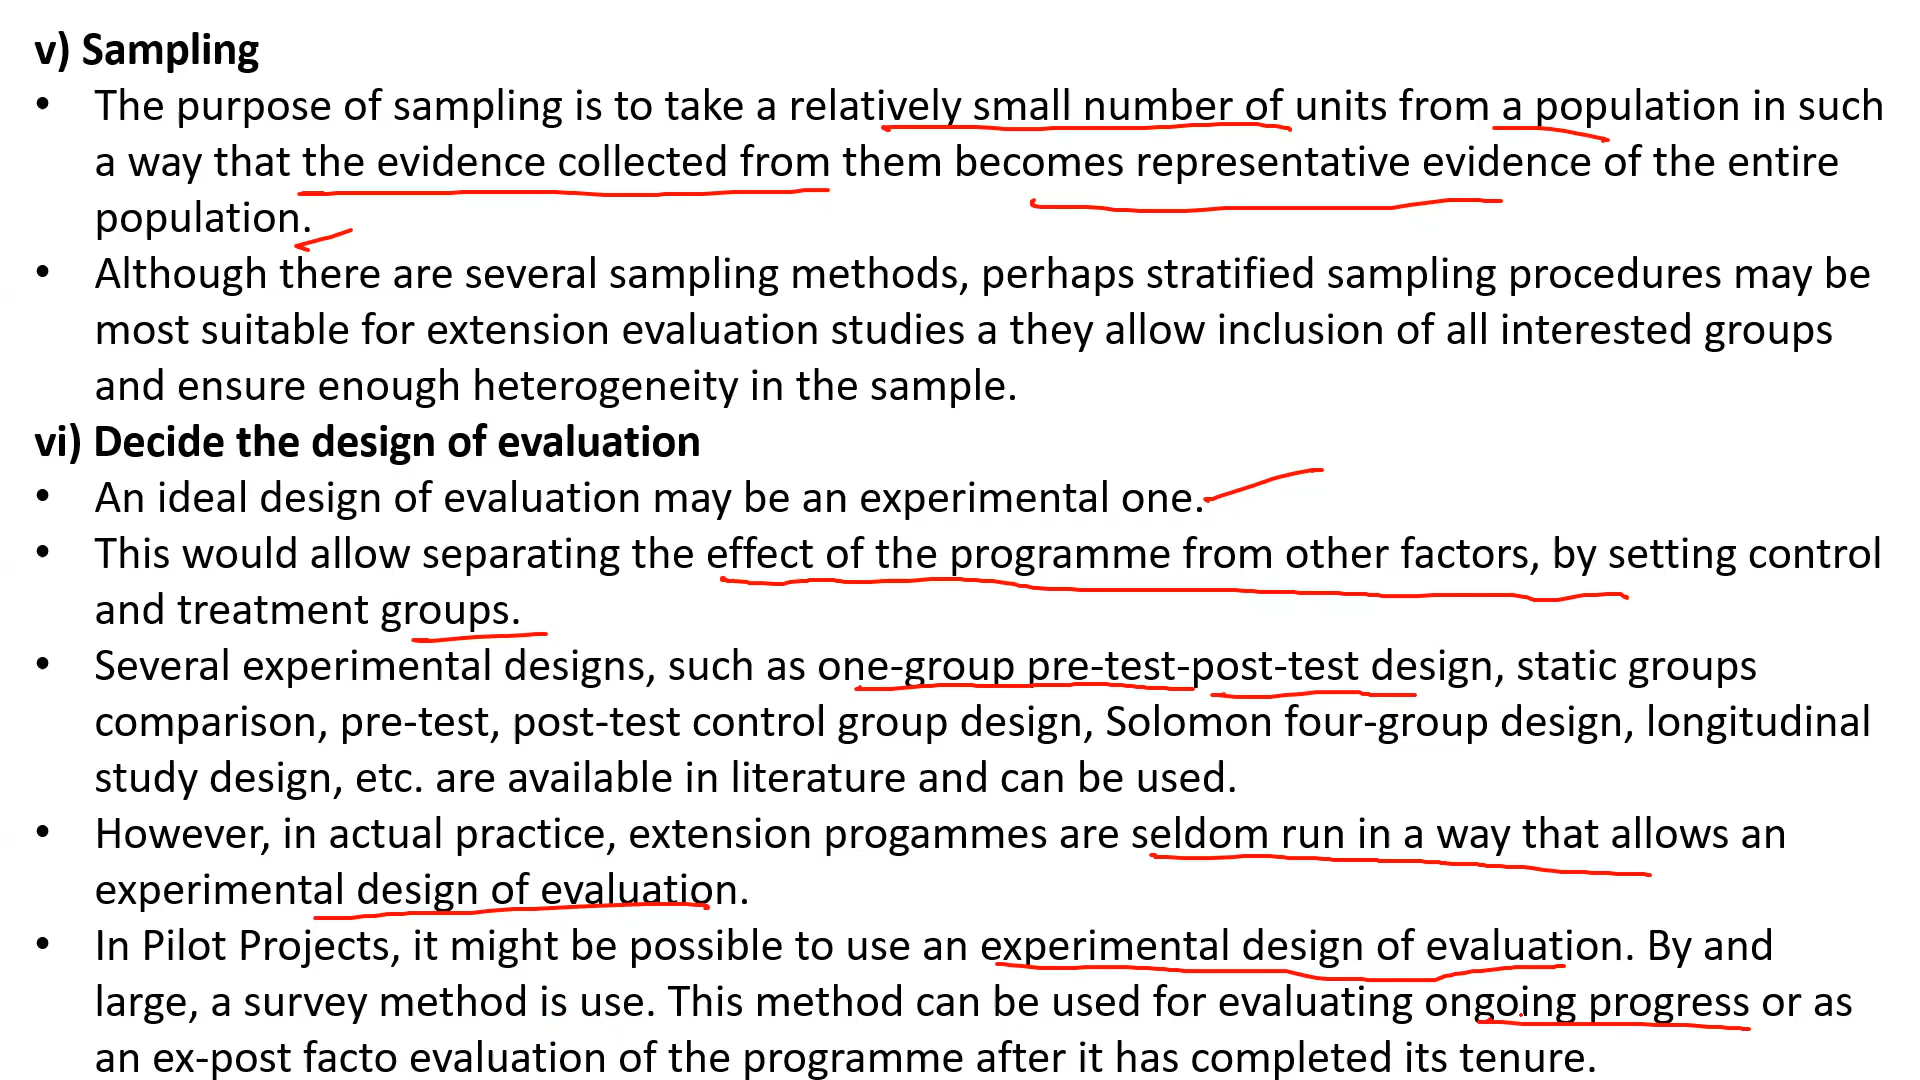 v) Sampling
• The purpose of sampling is to take a relatively small number of units from a population in such
a way that the evidence collected from them becomes representative evidence of the entire
population.
• Although there are several sampling methods, perhaps stratified sampling procedures may be
most suitable for extension evaluation studies a they allow inclusion of all interested groups
and ensure enough heterogeneity in the sample.
vi) Decide the design of evaluation
• An ideal design of evaluation may be an experimental one.
• This would allow separating the effect of the programme from other factors, by setting control
and treatment groups.
• Several experimental designs, such as one-group pre-test-post-test design, static groups
comparison, pre-test, post-test control group design, Solomon four-group design, longitudinal
study design, etc. are available in literature and can be used.
• However, in actual practice, extension progammes are seldom run in a way that allows an
experimental design of evaluation.
• In Pilot Projects, it might be possible to use an experimental design of evaluation. By and
large, a survey method is use. This method can be used for evaluating ongoing progress or as
an ex-post facto evaluation of the programme after it has completed its tenure.